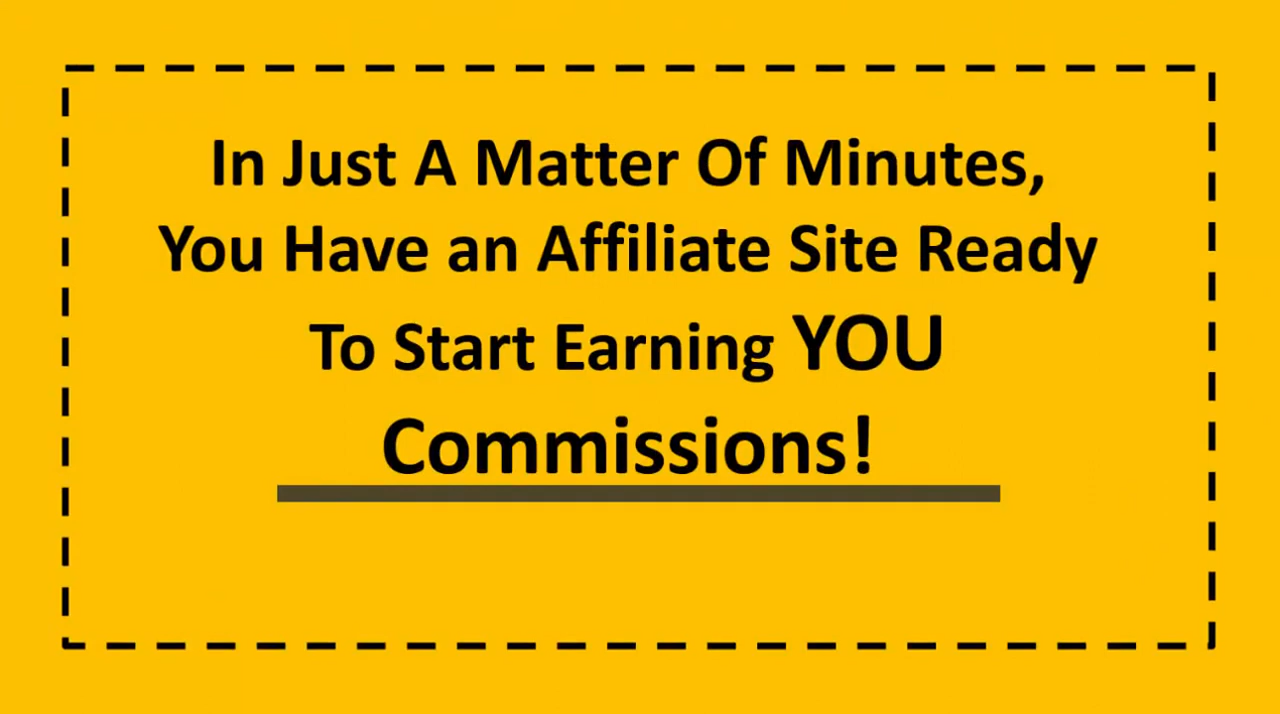 In Just A Matter Of Minutes,
You Have an Affiliate Site Ready
To Start Earning YOU
Commissions!